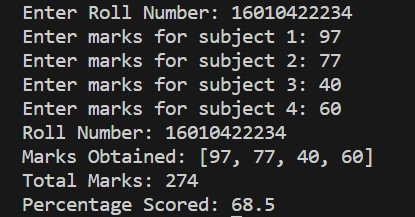 Enter Roll Number: 16010422234
Enter marks for subject 1: 97
Enter marks for subject 2: 77
Enter marks for subject 3: 40
Enter marks for subject 4: 60
Roll Number: 16010422234
Marks Obtained: [97, 77, 40, 60]
Total Marks: 274
Percentage Scored: 68.5